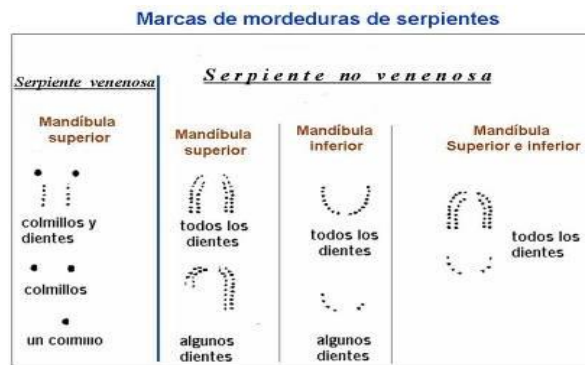 Marcas de mordeduras de serpientes
Serpiente venenosa
Serpiente no venenosa
Mandíbula
superior
colmillos y
dientes
colmillos
un colmillo
Mandíbula
superior
todos los
dientes
algunos
dientes
Mandíbula
inferior
todos los
dientes
algunos
dientes
Mandíbula
Superior e inferior
todos los
dientes